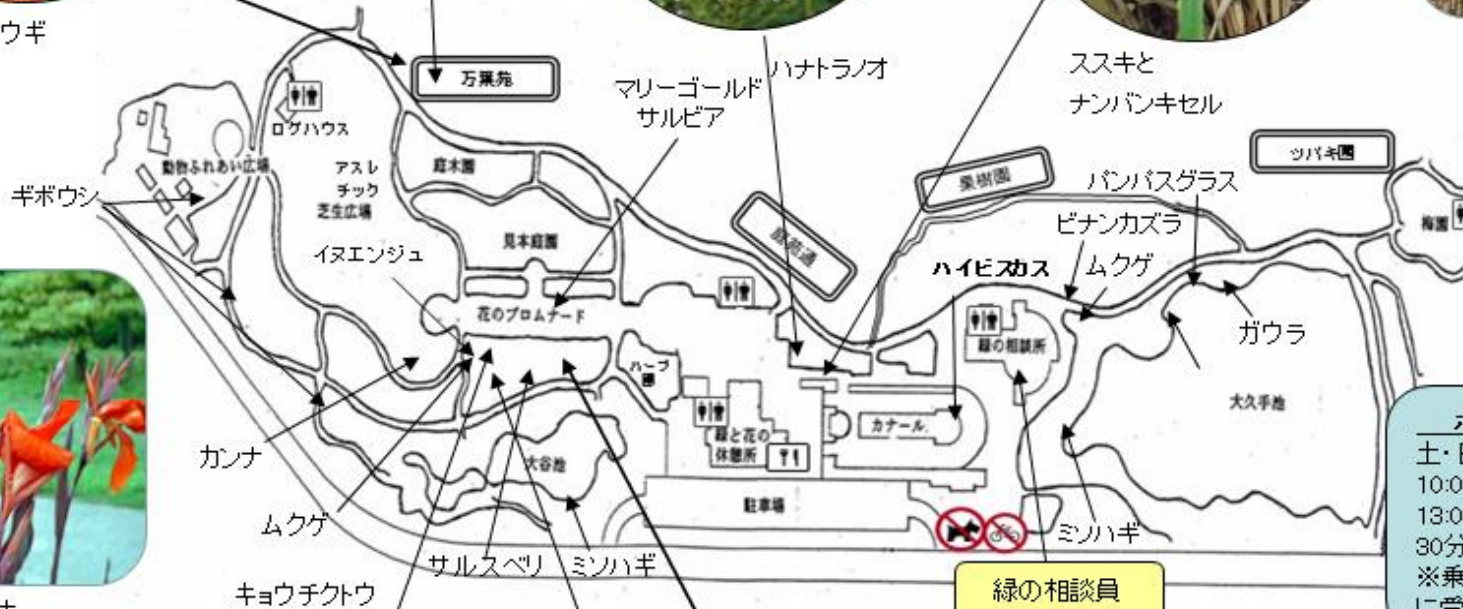 ウギ
万葉苑
マリーゴールド
サルビア
ハナトラノオ
ススキと
ナンバンキセル
ログハウス
動物ふれあい広場
アスレ
チック
芝生広場
庭木園
ギボウシ
イヌエンジュ
見本庭園
果樹園
ツバキ園
パンパスグラス
ビナンカズラ
ムクゲ
ハイビスカス
梅園
花のプロムナード
緑の相談所
ガウラ
ハーブ
園
大久手池
カンナ
カナール
緑と花の
休憩所
大谷池
駐車場
ムクゲ
サルスベリ
ミソハギ
ミソハギ
キョウチクトウ
緑の相談員
土・日
10:0
13:0
30分
※乗